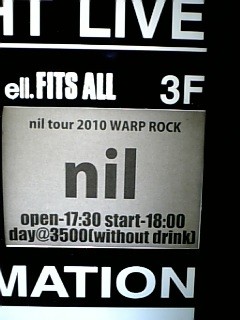 HT LIVE
ell.FITS ALL 3F
nil tour 2010 WARP ROCK
nil
open-17:30 start-18:00
day@3500(without drink)
MATION